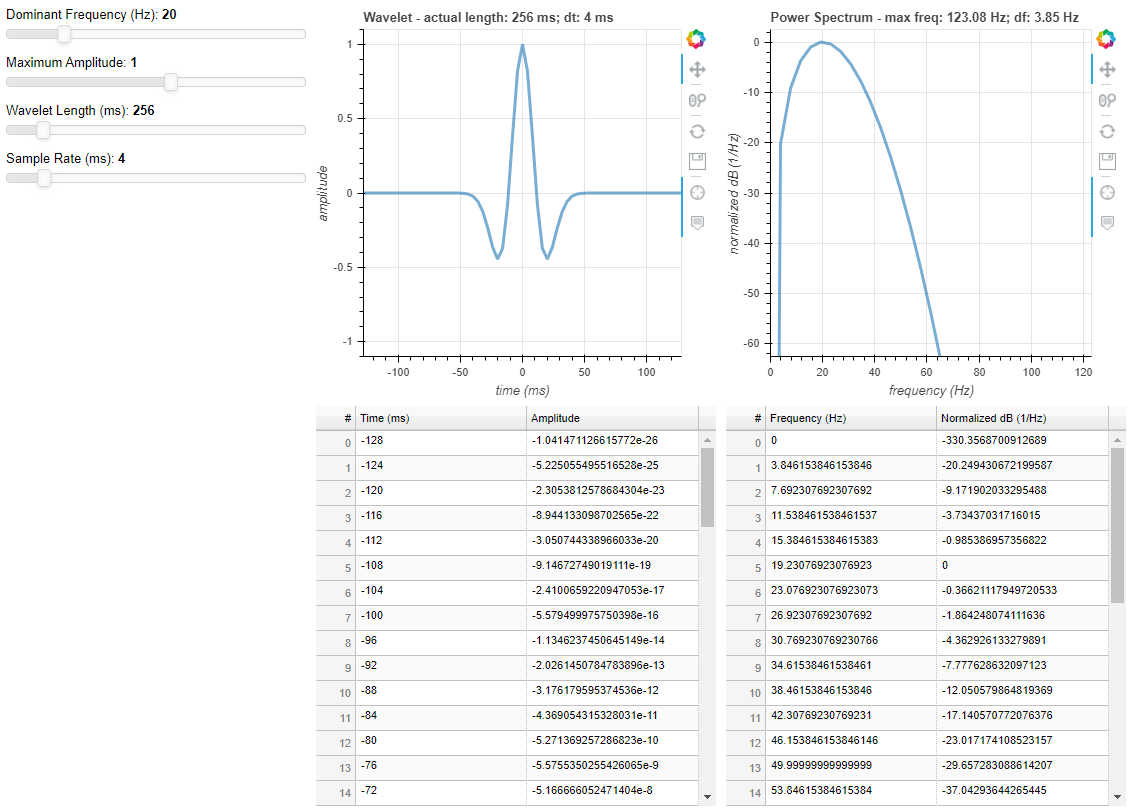 Dominant Frequency (Hz): 20
Maximum Amplitude: 1
Wavelet Length (ms): 256
Sample Rate (ms): 4
Wavelet - actual length: 256 ms; dt: 4 ms
1
0.5
0
-0.5
-1
amplitude
-100 -50 0 50 100
time (ms)
Power Spectrum - max freq: 123.08 Hz; df: 3.85 Hz
0
-10
-20
-30
-40
-50
-60
normalized dB (1/Hz)
0 20 40 60 80 100 120
frequency (Hz)
# Time (ms) Amplitude
0 -128 -1.041471126615772e-26
1 -124 -5.225055495516528e-25
2 -120 -2.3053812578684304e-23
3 -116 -8.944133098702565e-22
4 -112 -3.050744338966033e-20
5 -108 -9.14672749019111e-19
6 -104 -2.4100659220947053e-17
7 -100 -5.579499975750398e-16
8 -96 -1.1346237450645149e-14
9 -92 -2.0261450784783896e-13
10 -88 -3.176179595374536e-12
11 -84 -4.369054315328031e-11
12 -80 -5.271369257286823e-10
13 -76 -5.5755350255426065e-9
14 -72 -5.166666052471404e-8
# Frequency (Hz) Normalized dB (1/Hz)
0 0 -330.3568700912689
1 3.846153846153846 -20.249430672199587
2 7.692307692307692 -9.171902033295488
3 11.538461538461537 -3.73437031716015
4 15.384615384615383 -0.985386957356822
5 19.23076923076923 0
6 23.076923076923073 -0.36621117949720533
7 26.92307692307692 -1.864248074111636
8 30.769230769230766 -4.362926133279891
9 34.61538461538461 -7.777628632097123
10 38.46153846153846 -12.050579864819369
11 42.30769230769231 -17.140570772076376
12 46.153846153846146 -23.017174108523157
13 49.99999999999999 -29.657283088614207
14 53.84615384615384 -37.04293644265445